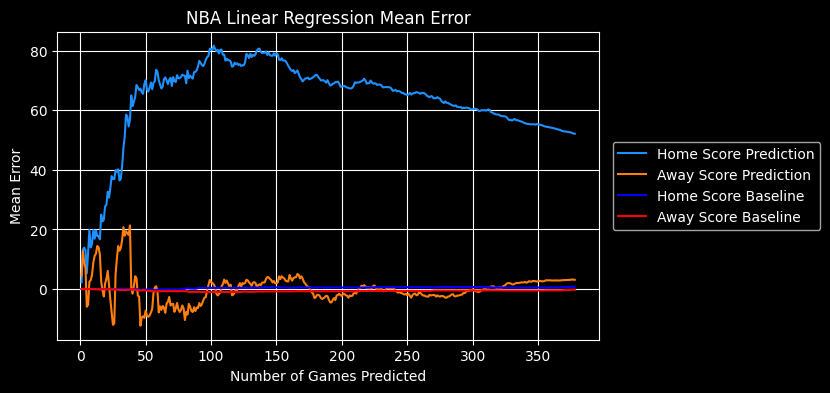 NBA Linear Regression Mean Error
Mean Error
80
60
40
20
0
0 50 100 150 200 250 300 350
Number of Games Predicted
Home Score Prediction
Away Score Prediction
Home Score Baseline
Away Score Baseline